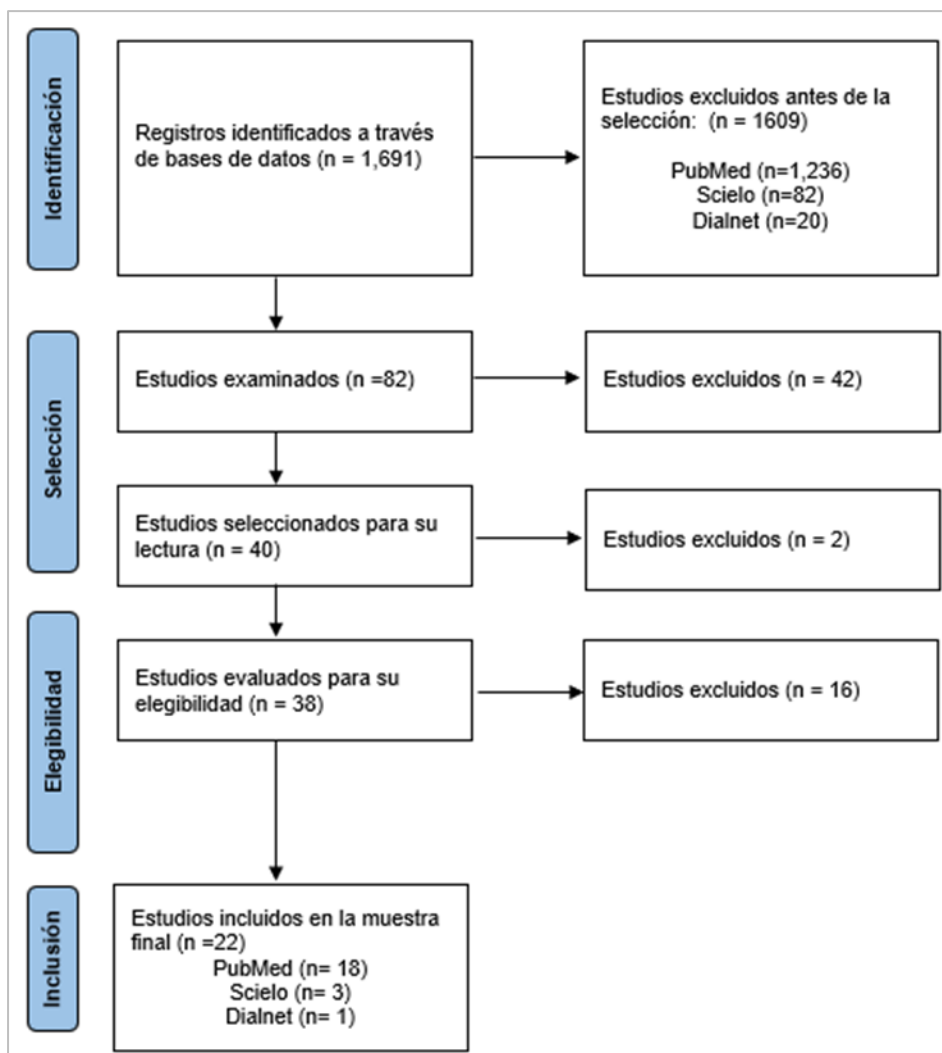 Identificación
Registros identificados a través
de bases de datos (n = 1,691)
Estudios excluidos antes de la
selección: (n = 1609)
PubMed (n=1,236)
Scielo (n=82)
Dialnet (n=20)
Selección
Estudios examinados (n =82)
Estudios excluidos (n = 42)
Estudios seleccionados para su
lectura (n = 40)
Estudios excluidos (n = 2)
Elegibilidad
Estudios evaluados para su
elegibilidad (n = 38)
Estudios excluidos (n = 16)
Inclusión
Estudios incluidos en la muestra
final (n =22)
PubMed (n= 18)
Scielo (n= 3)
Dialnet (n= 1)